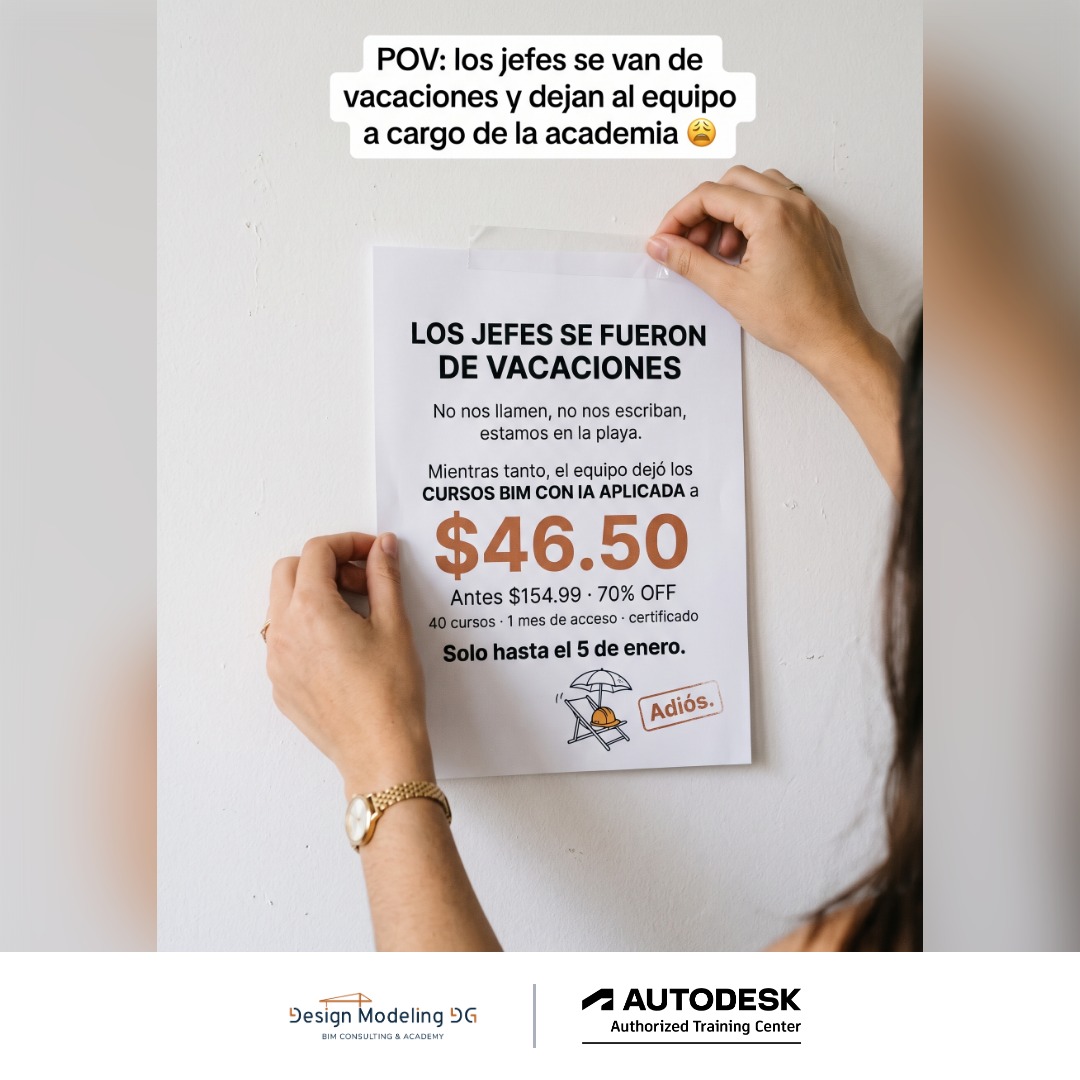 POV: los jefes se van de
vacaciones y dejan al equipo
a cargo de la academia 😩
LOS JEFES SE FUERON
DE VACACIONES
No nos llamen, no nos escriban,
estamos en la playa.
Mientras tanto, el equipo dejó los
CURSOS BIM CON IA APLICADA a
$46.50
Antes $154.99 · 70% OFF
40 cursos · 1 mes de acceso · certificado
Solo hasta el 5 de enero.
Adiós.
Design Modeling DG
BIM CONSULTING & ACADEMY
AUTODESK
Authorized Training Center